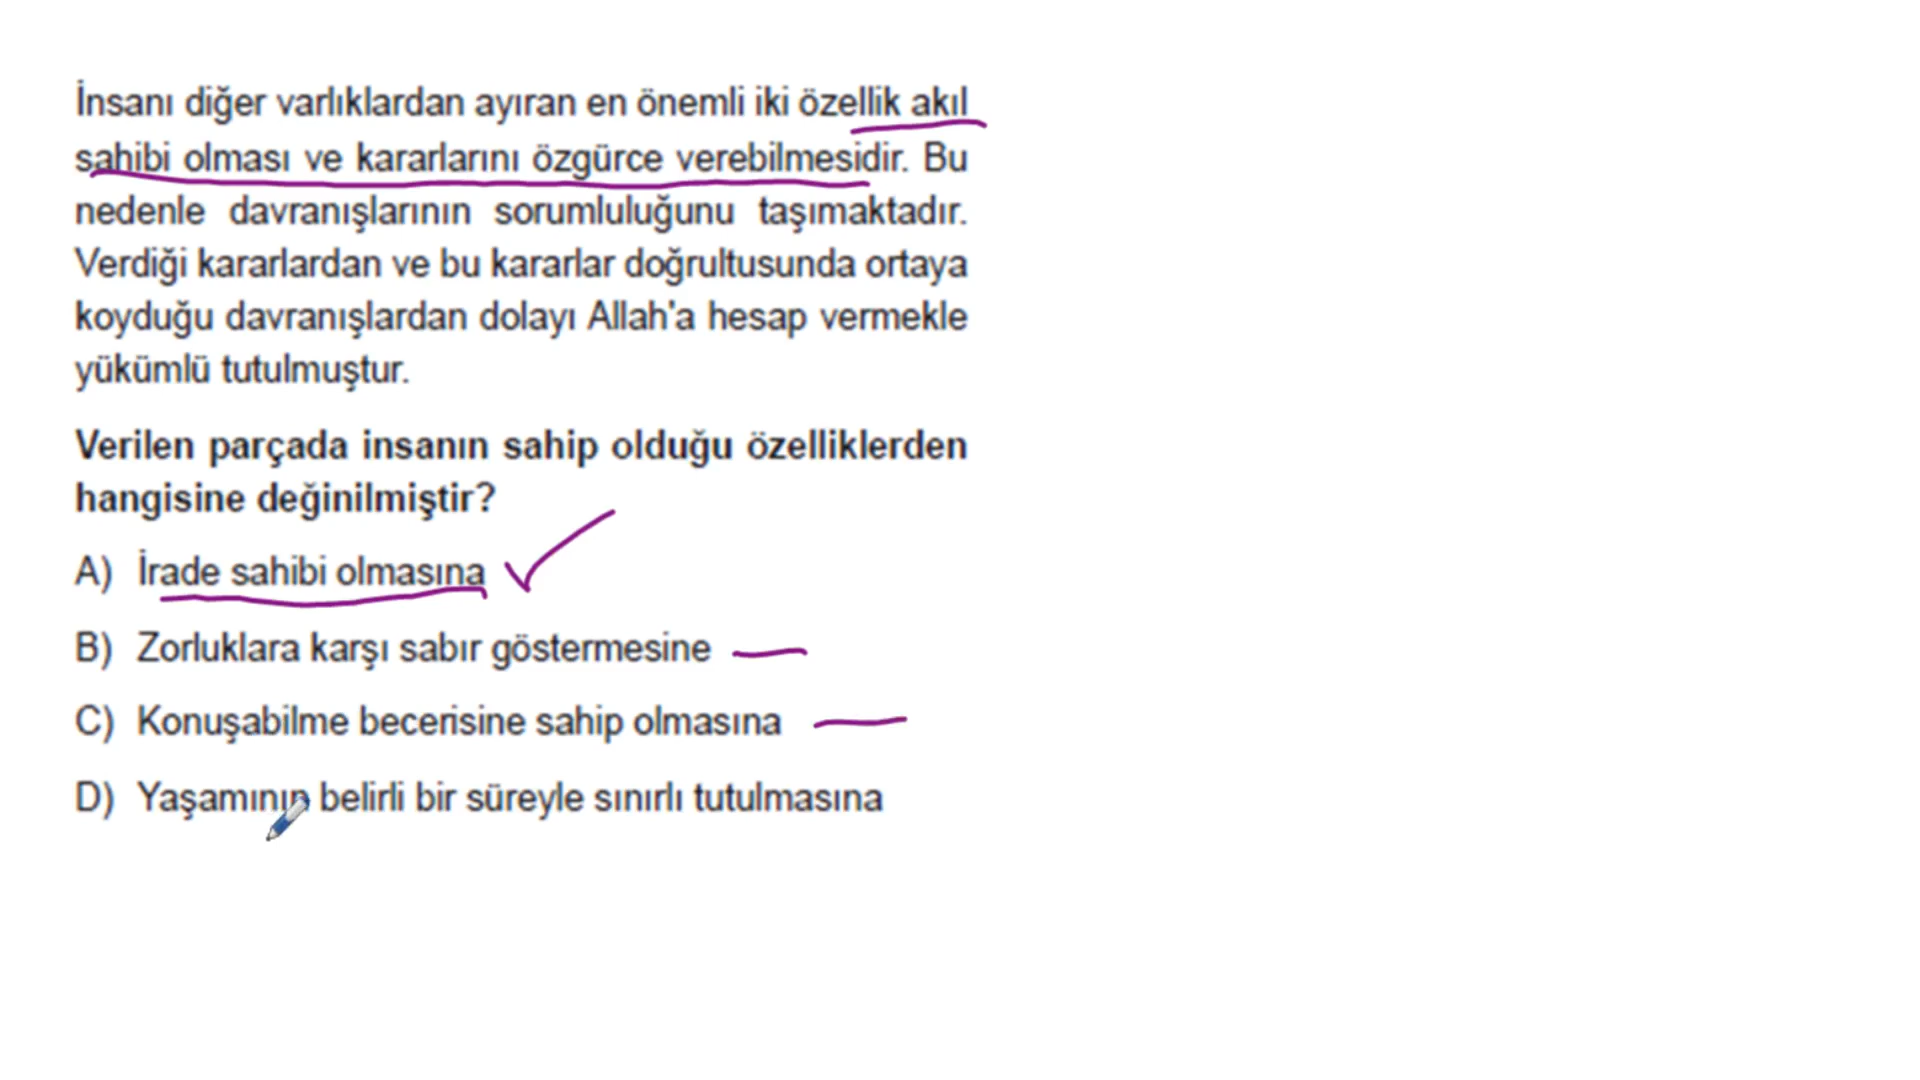 İnsanı diğer varlıklardan ayıran en önemli iki özellik akıl
sahibi olması ve kararlarını özgürce verebilmesidir. Bu
nedenle davranışlarının sorumluluğunu taşımaktadır.
Verdiği kararlardan ve bu kararlar doğrultusunda ortaya
koyduğu davranışlardan dolayı Allah'a hesap vermekle
yükümlü tutulmuştur.
Verilen parçada insanın sahip olduğu özelliklerden
hangisine değinilmiştir?
A) İrade sahibi olmasına
B) Zorluklara karşı sabır göstermesine
C) Konuşabilme becerisine sahip olmasına
D) Yaşamının belirli bir süreyle sınırlı tutulmasına